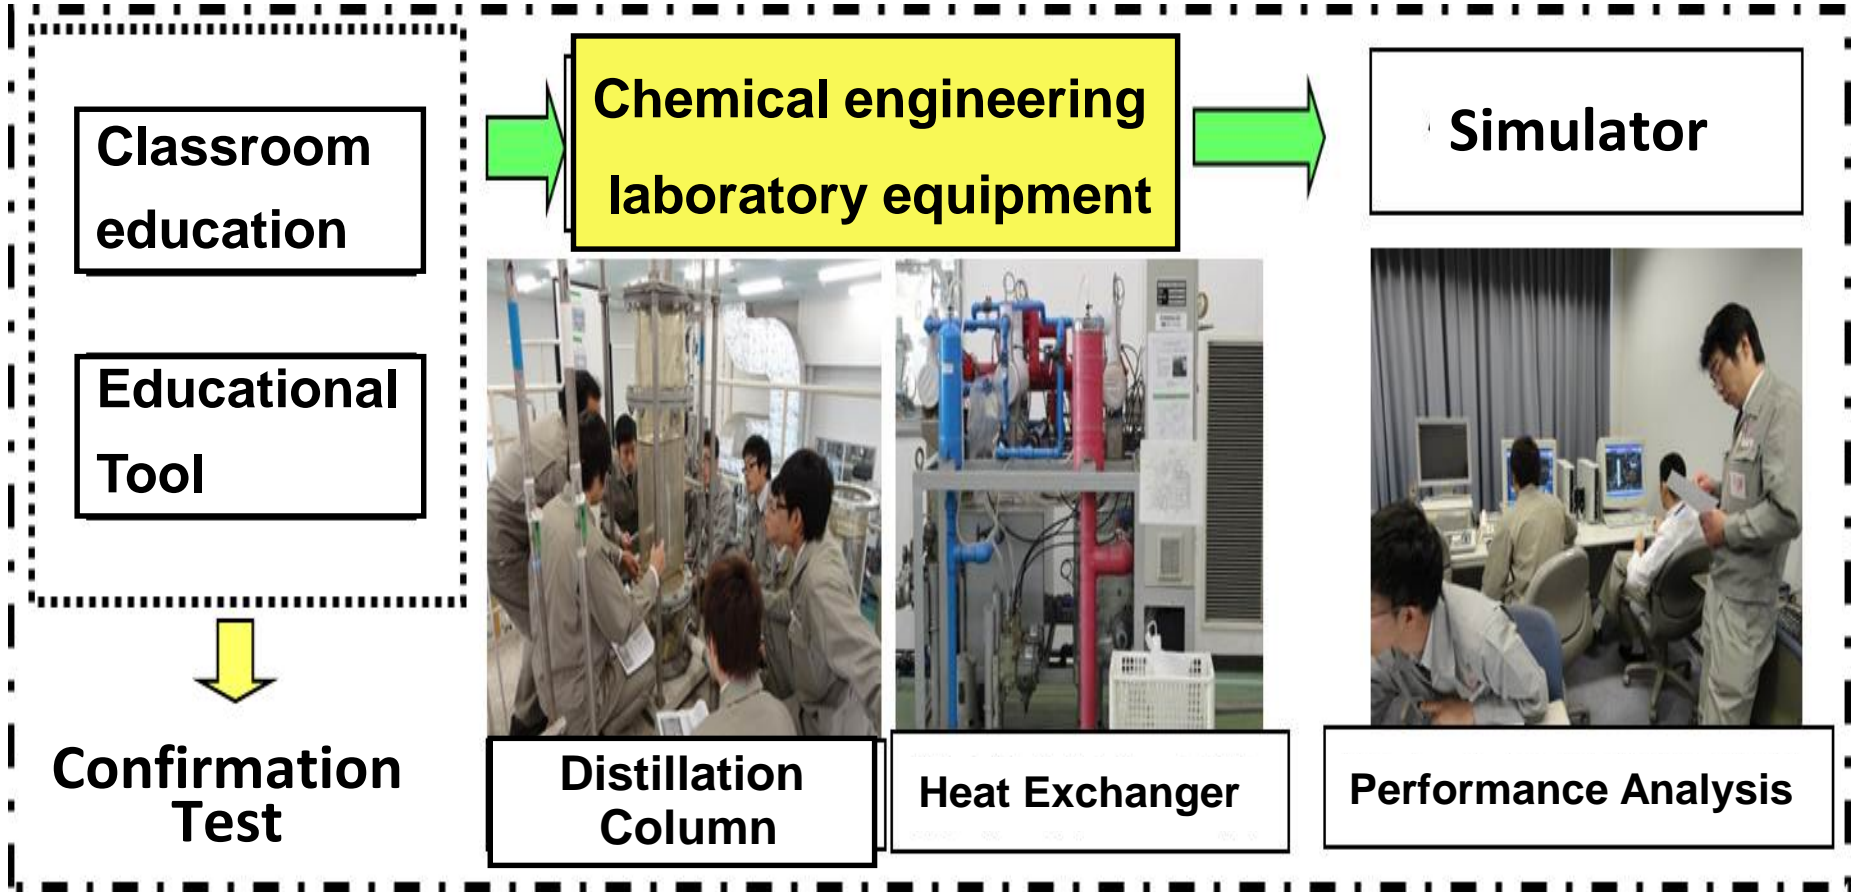 Classroom
education
Educational
Tool
Confirmation
Test
Chemical engineering
laboratory equipment
Simulator
Distillation
Column
Heat Exchanger
Performance Analysis